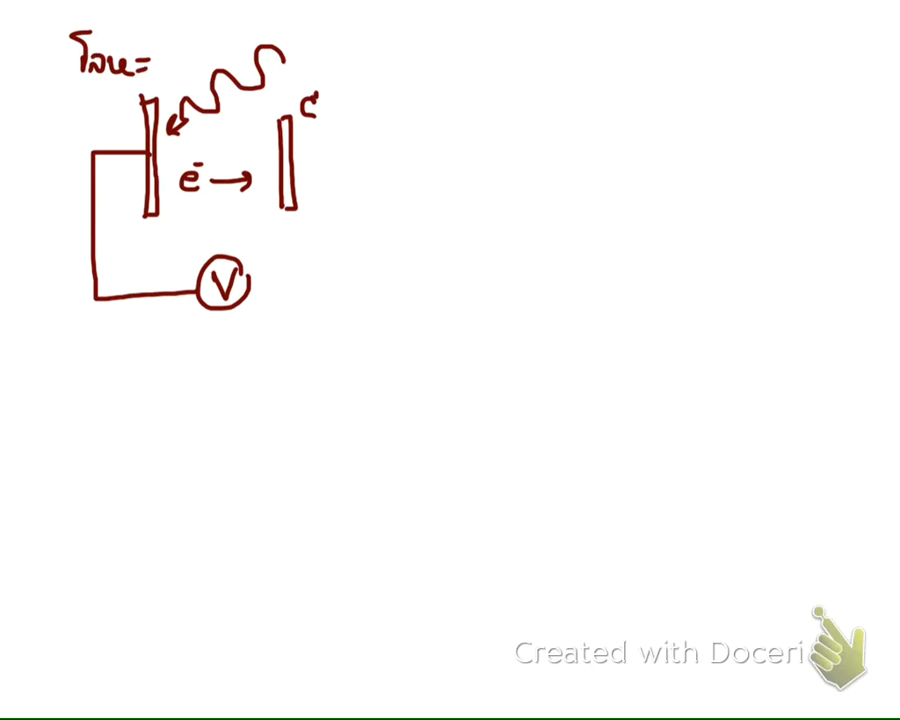 โลหะ
C
e⁻ →
V
Created with Doceri